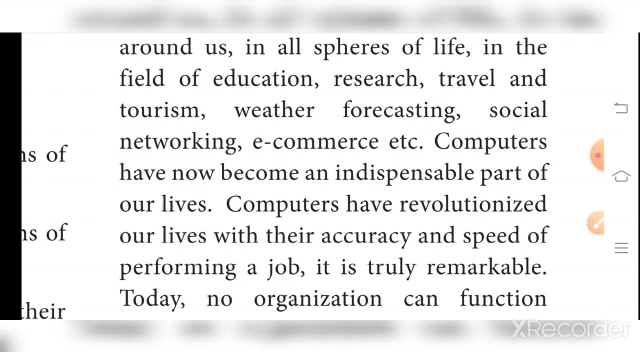 around us, in all spheres of life, in the
field of education, research, travel and
tourism, weather forecasting, social
networking, e-commerce etc. Computers
ns of
have now become an indispensable part of
our lives.  Computers have revolutionized
ns of
our lives with their accuracy and speed of
performing a job, it is truly remarkable.
Today, no organization can function
their
XRecorder